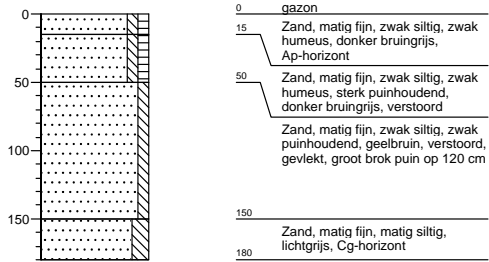 0
50
100
150
0 gazon
15 Zand, matig fijn, zwak siltig, zwak
humeus, donker bruingrijs,
Ap-horizont
50 Zand, matig fijn, zwak siltig, zwak
humeus, sterk puinhoudend,
donker bruingrijs, verstoord
Zand, matig fijn, zwak siltig, zwak
puinhoudend, geelbruin, verstoord,
gevlekt, groot brok puin op 120 cm
150
Zand, matig fijn, matig siltig,
lichtgrijs, Cg-horizont
180